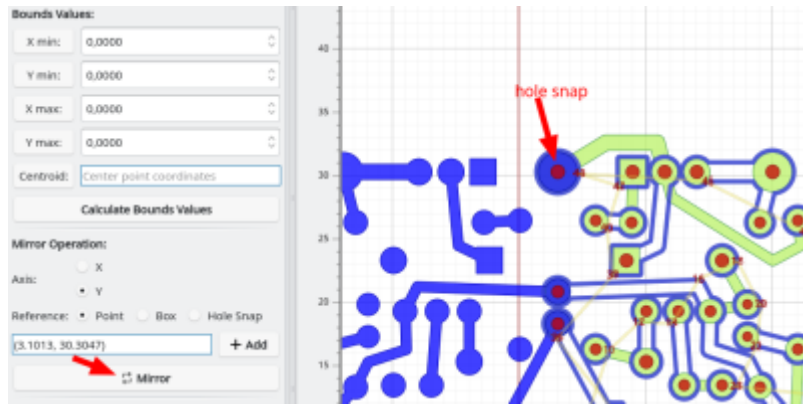 Bounds Values:
X min: 0,0000
Y min: 0,0000
X max: 0,0000
Y max: 0,0000
Centroid: Center point coordinates
Calculate Bounds Values
Mirror Operation:
Axis:
X
Y
Reference: Point Box Hole Snap
(3.1013, 30.3047) + Add
Mirror
40
35
30
25
20
15
hole snap